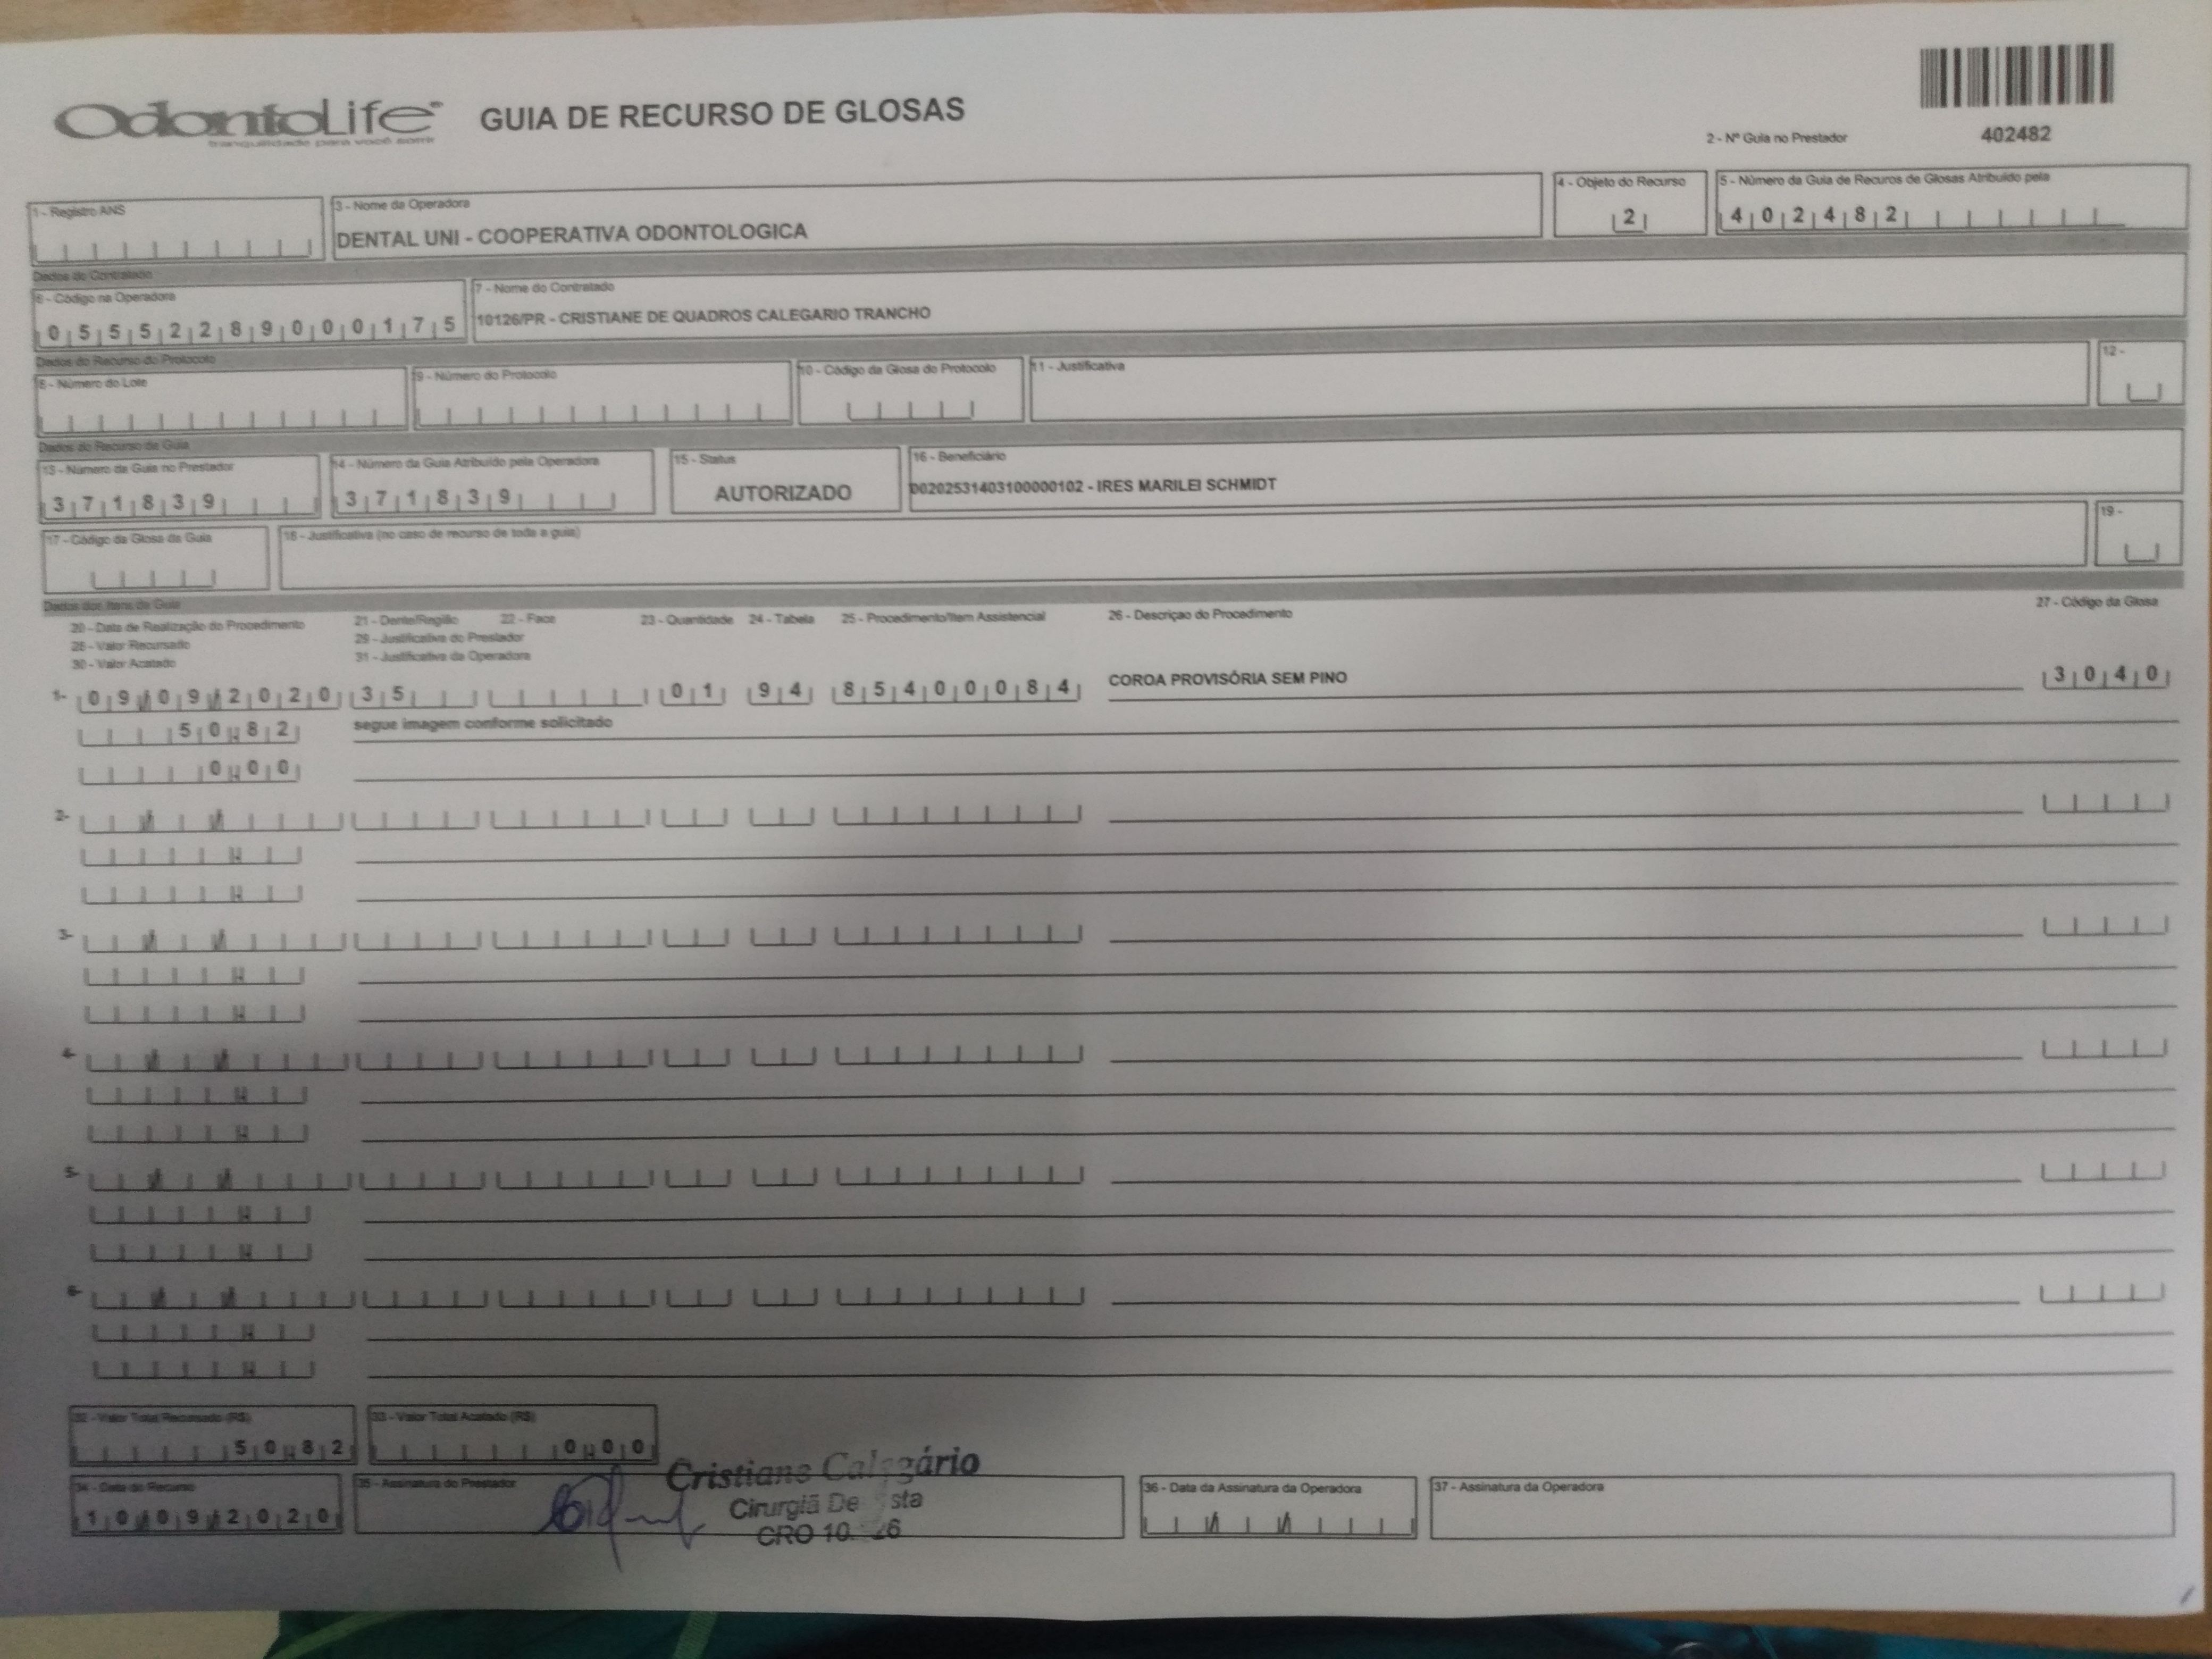 OdontoLife
tranquilidade para você sorrir
GUIA DE RECURSO DE GLOSAS
2 - Nº Guia no Prestador
402482
1 - Registro ANS
3 - Nome da Operadora
DENTAL UNI - COOPERATIVA ODONTOLOGICA
4 - Objeto do Recurso
2
5 - Número da Guia de Recuros de Glosas Atribuído pela
402482
Dados do Contratado
6 - Código na Operadora
05552289000175
7 - Nome do Contratado
10126/PR - CRISTIANE DE QUADROS CALEGARIO TRANCHO
Dados do Recurso do Protocolo
8 - Número do Lote
9 - Número do Protocolo
10 - Código da Glosa do Protocolo
11 - Justificativa
12 -
Dados do Recurso da Guia
13 - Número da Guia no Prestador
371839
14 - Número da Guia Atribuído pela Operadora
371839
15 - Status
AUTORIZADO
16 - Beneficiário
00202531403100000102 - IRES MARILEI SCHMIDT
17 - Código da Glosa da Guia
18 - Justificativa (no caso de recurso de toda a guia)
19 -
Dados dos Itens da Guia
20 - Data de Realização do Procedimento 21 - Dente/Região 22 - Face 23 - Quantidade 24 - Tabela 25 - Procedimento/Item Assistencial 26 - Descriçao do Procedimento 27 - Código da Glosa
28 - Valor Recursado 29 - Justificativa do Prestador
30 - Valor Acatado 31 - Justificativa da Operadora
1- 09/09/2020 35 01 94 85400084 COROA PROVISÓRIA SEM PINO 3040
50,82 segue imagem conforme solicitado
0,00
2-
3-
4-
5-
6-
32 - Valor Total Recursado (R$)
50,82
33 - Valor Total Acatado (R$)
0,00
34 - Data do Recurso
10/09/2020
35 - Assinatura do Prestador
Cristiane
Cirurgiã
CRO
36 - Data da Assinatura da Operadora
37 - Assinatura da Operadora